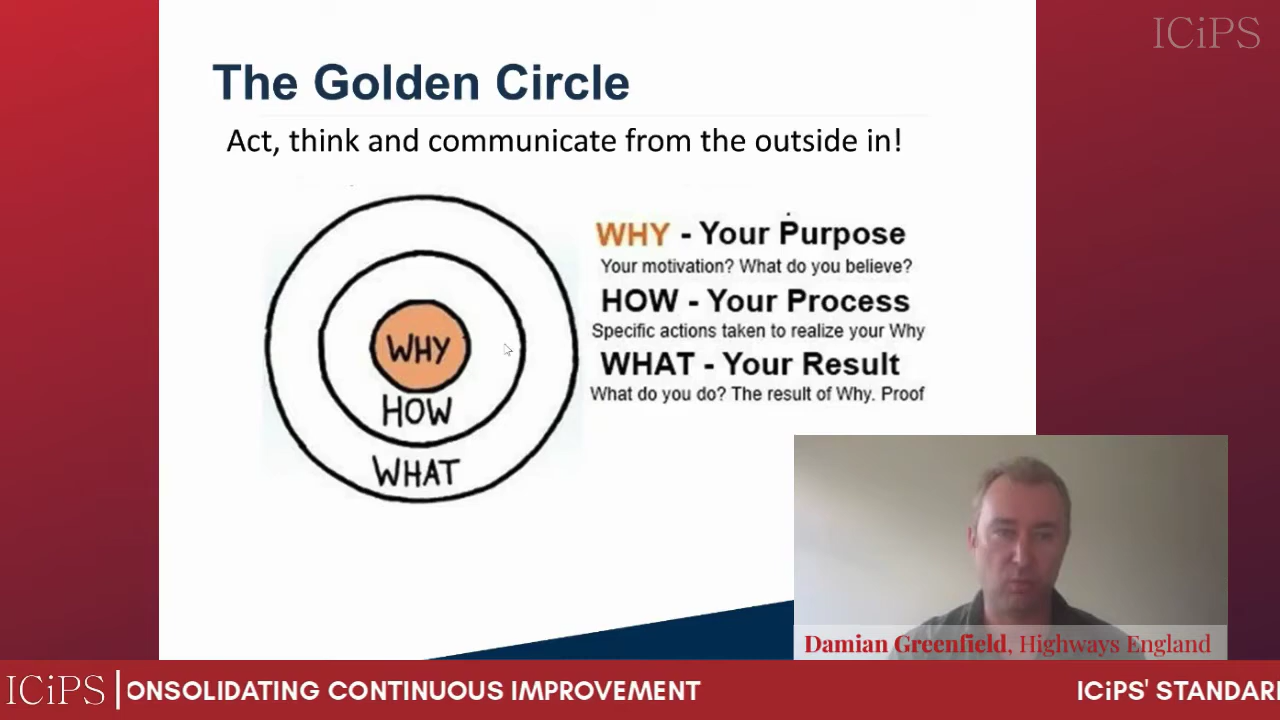 ICiPS
The Golden Circle
Act, think and communicate from the outside in!
WHY - Your Purpose
Your motivation? What do you believe?
HOW - Your Process
Specific actions taken to realize your Why
WHAT - Your Result
What do you do? The result of Why. Proof
WHY
HOW
WHAT
Damian Greenfield, Highways England
ICiPS ONSOLIDATING CONTINUOUS IMPROVEMENT ICiPS' STANDARD